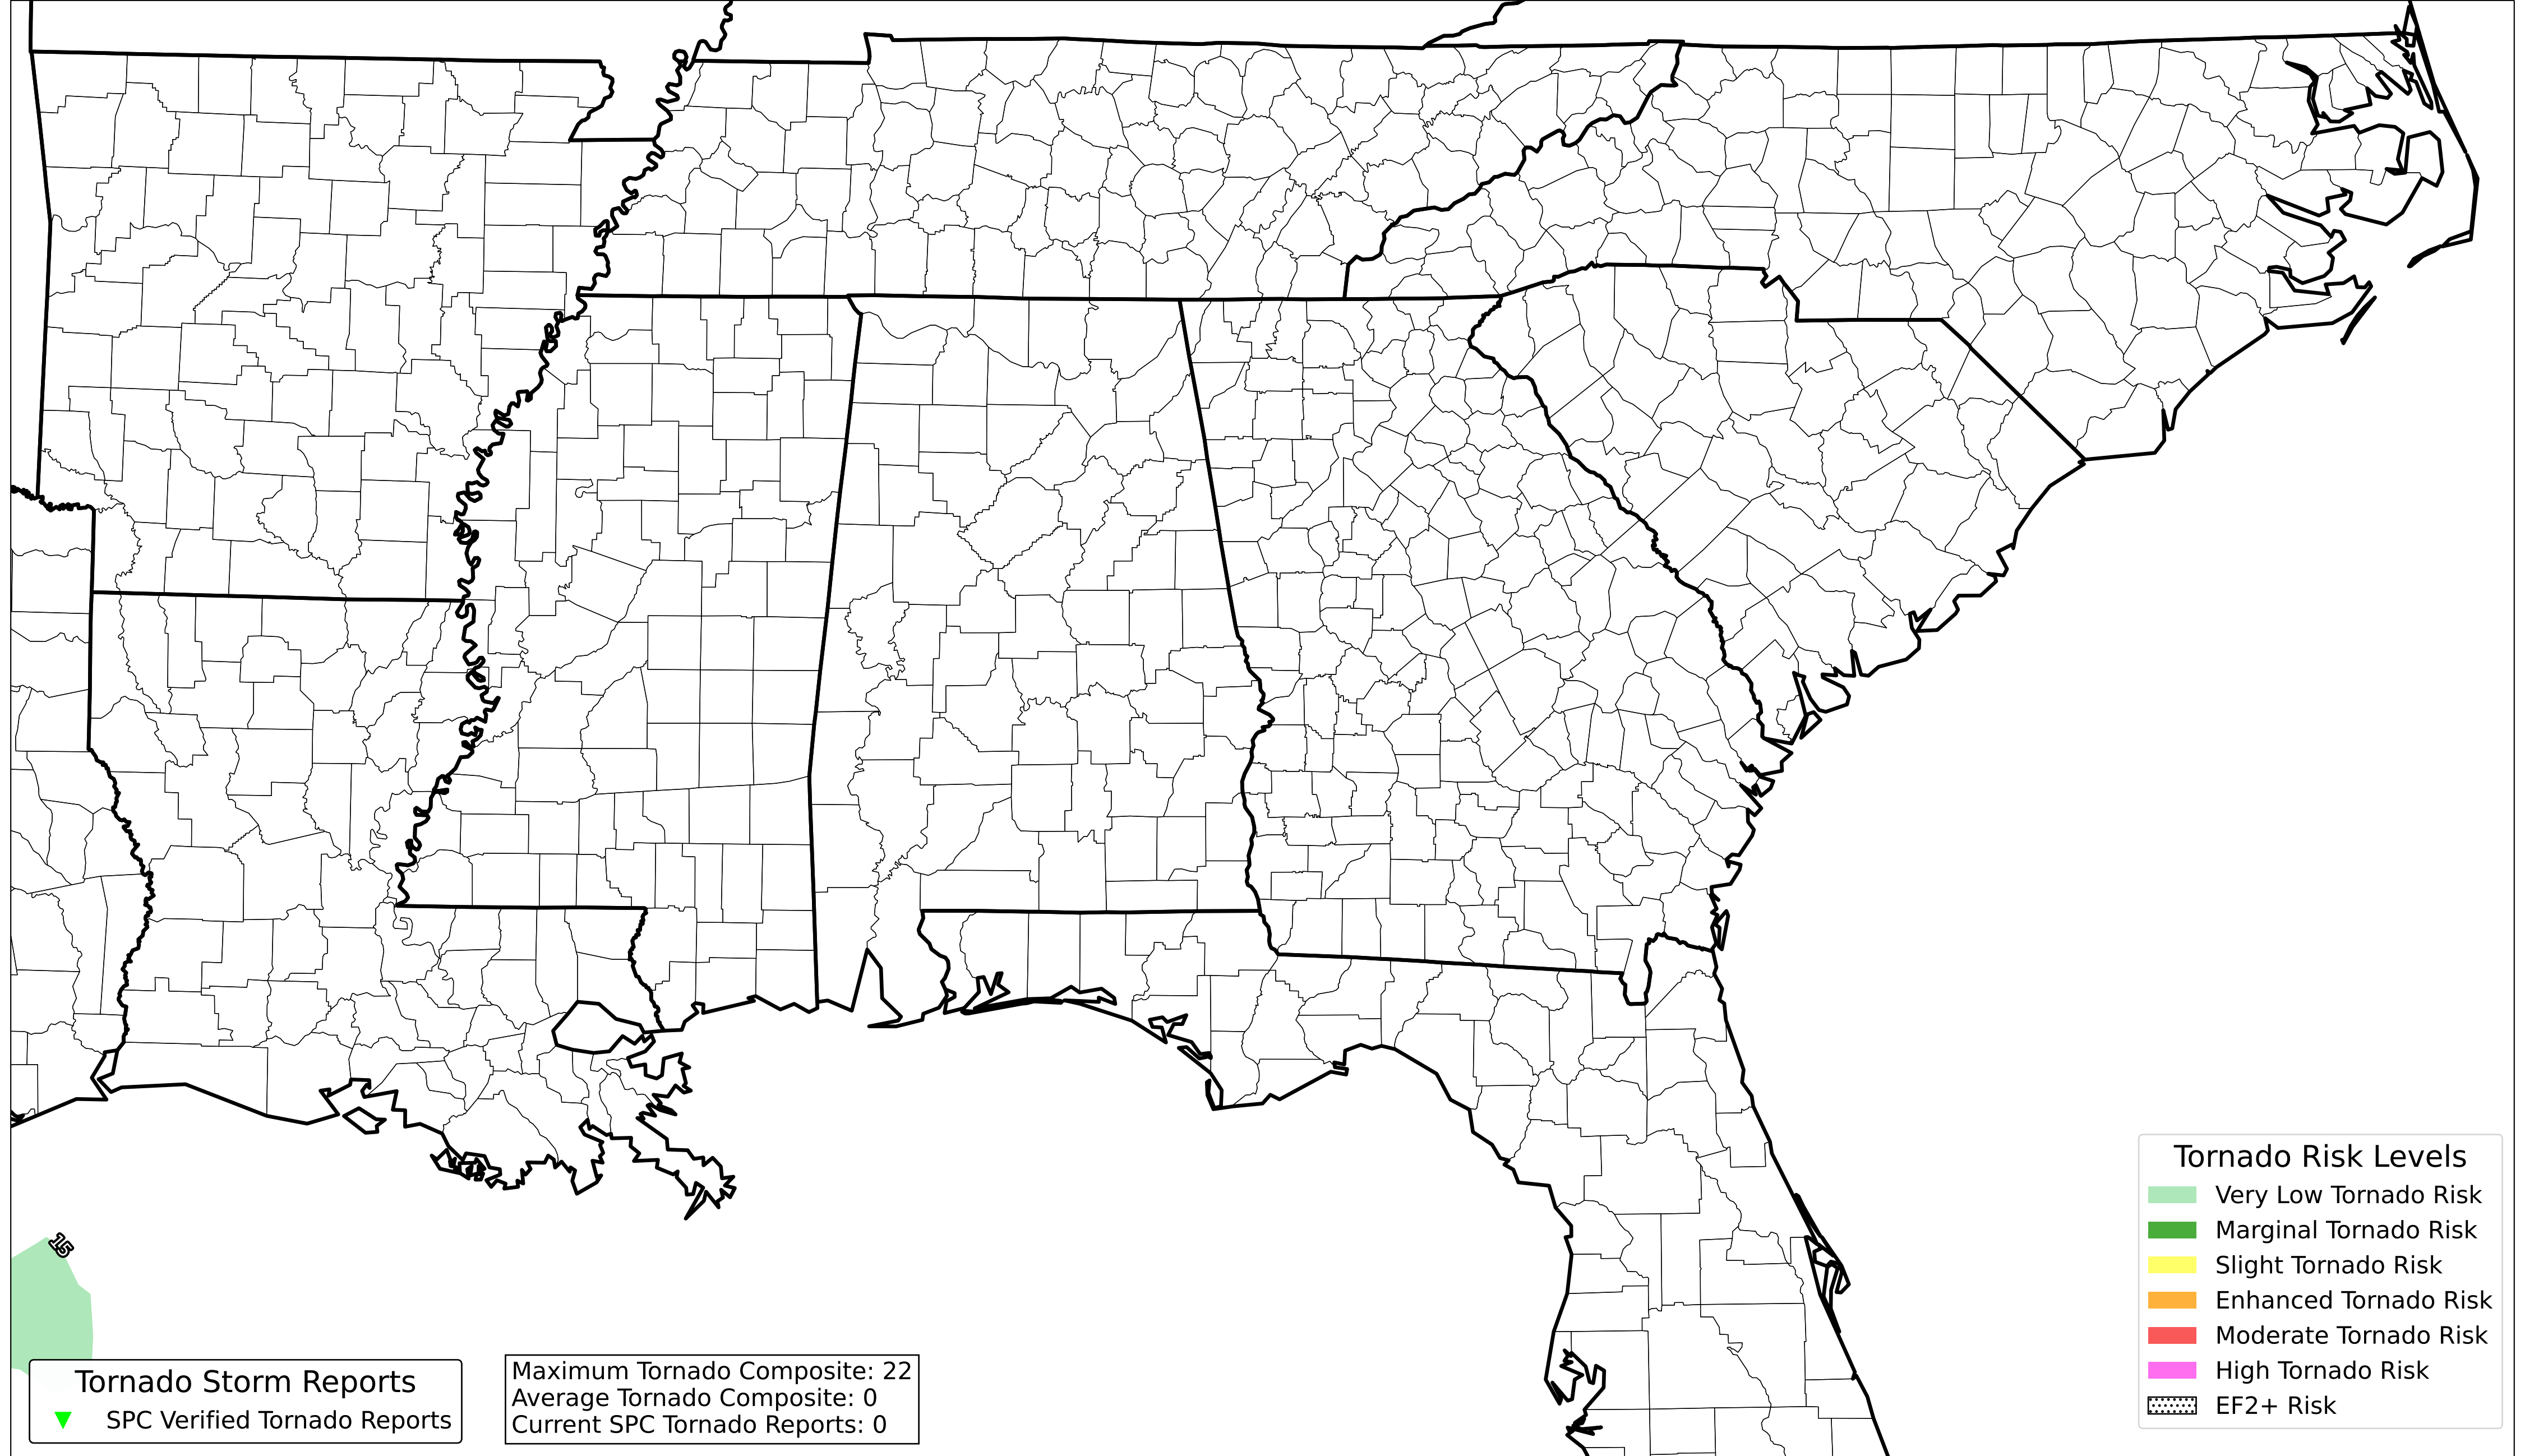 15
Tornado Storm Reports
SPC Verified Tornado Reports
Maximum Tornado Composite: 22
Average Tornado Composite: 0
Current SPC Tornado Reports: 0
Tornado Risk Levels
Very Low Tornado Risk
Marginal Tornado Risk
Slight Tornado Risk
Enhanced Tornado Risk
Moderate Tornado Risk
High Tornado Risk
EF2+ Risk